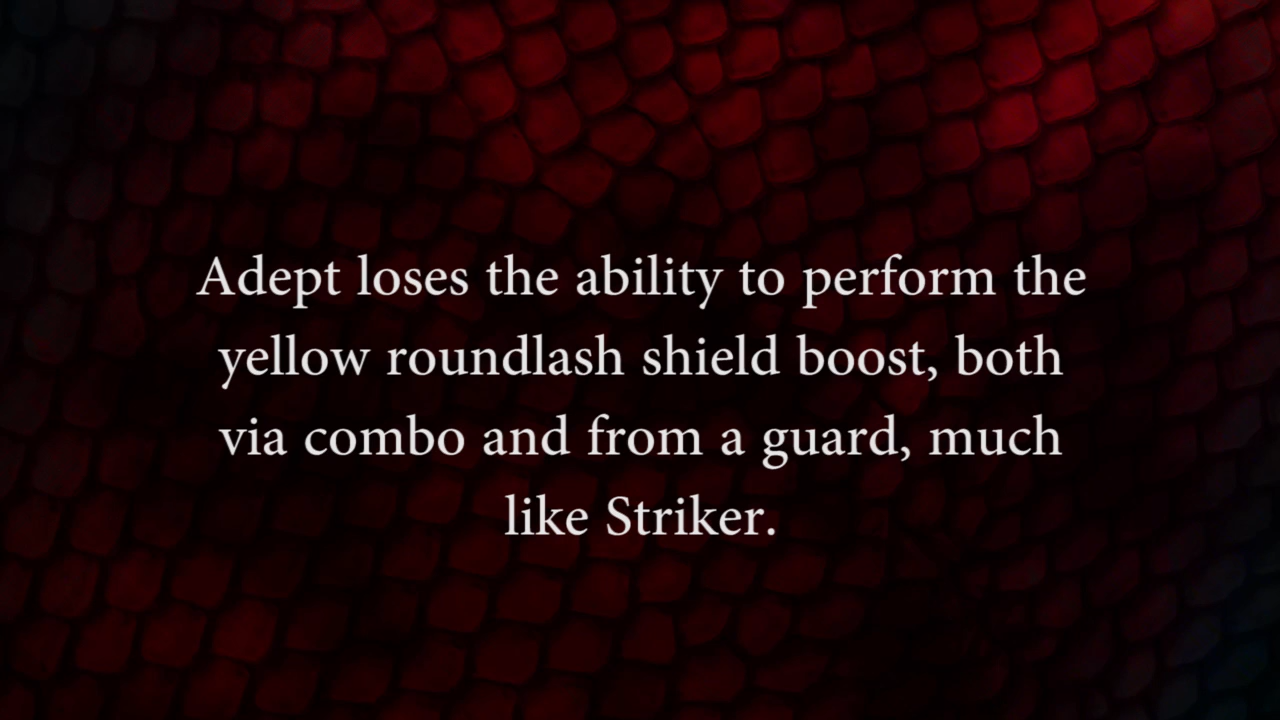 Adept loses the ability to perform the
yellow roundlash shield boost, both
via combo and from a guard, much
like Striker.